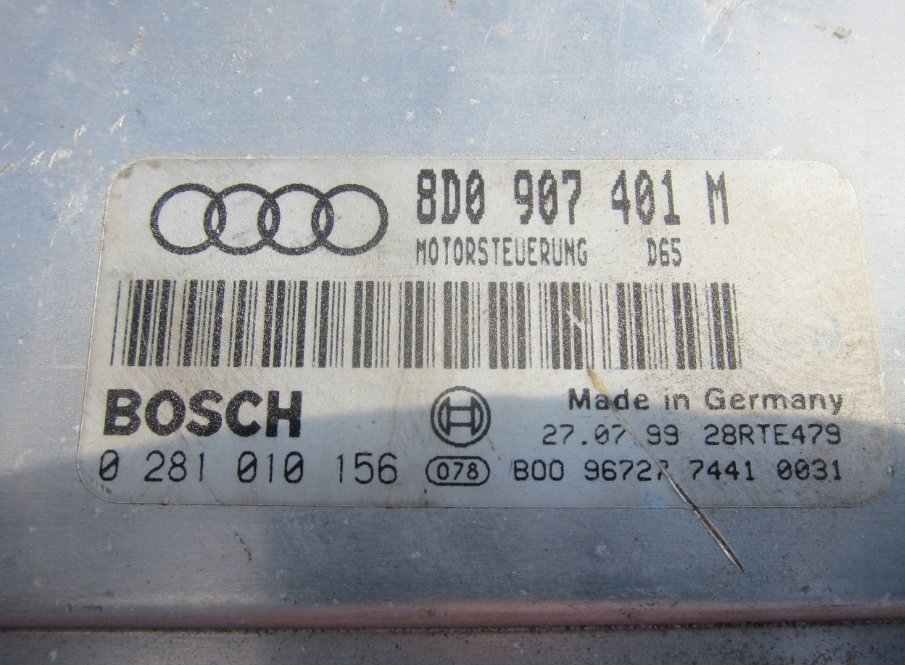 8D0 907 401 M
MOTORSTEUERUNG D65
BOSCH
Made in Germany
27.07.99 28RTE479
0 281 010 156 078 B00 7441 0031